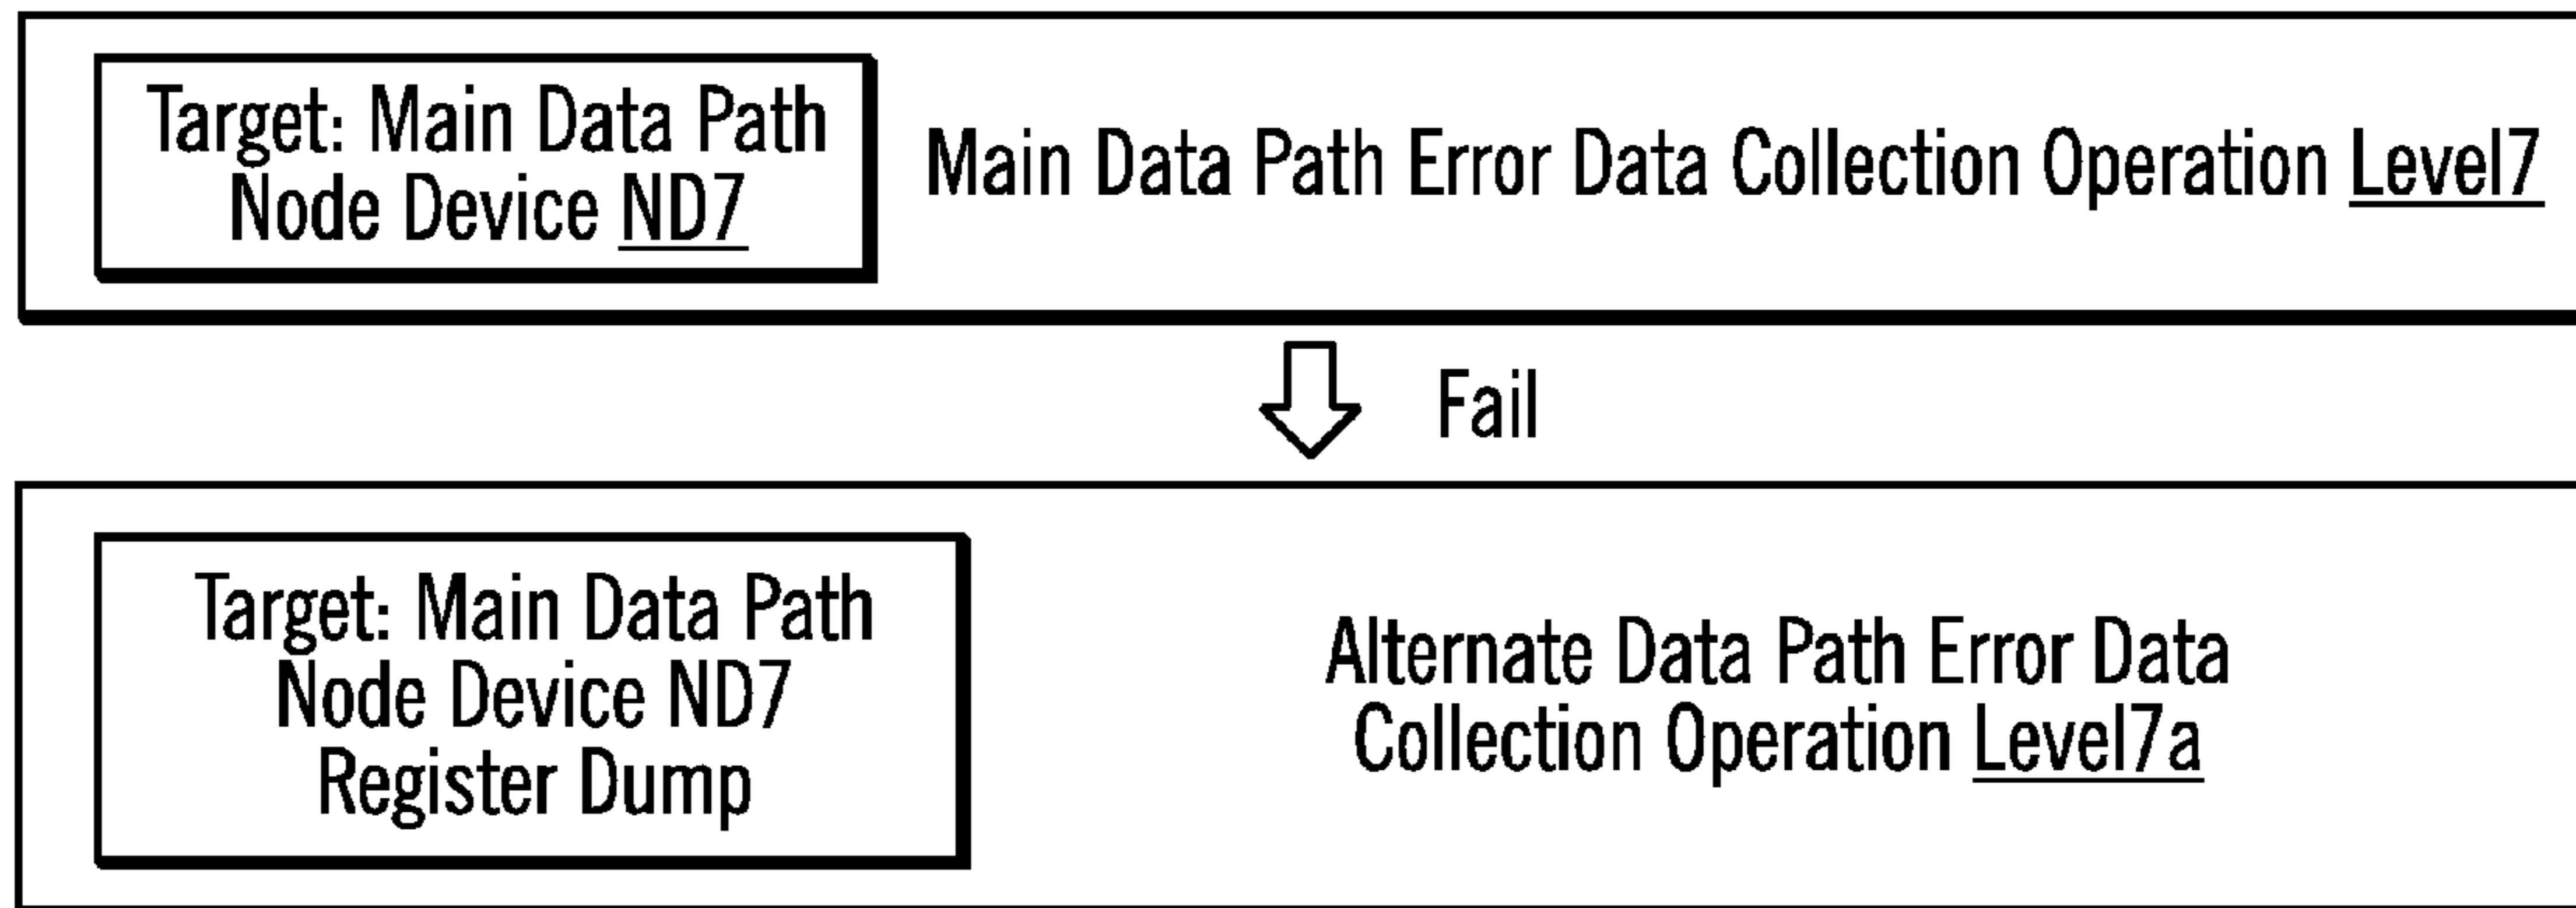 Target: Main Data Path
Node Device ND7
Main Data Path Error Data Collection Operation Level7
Fail
Target: Main Data Path
Node Device ND7
Register Dump
Alternate Data Path Error Data
Collection Operation Level7a